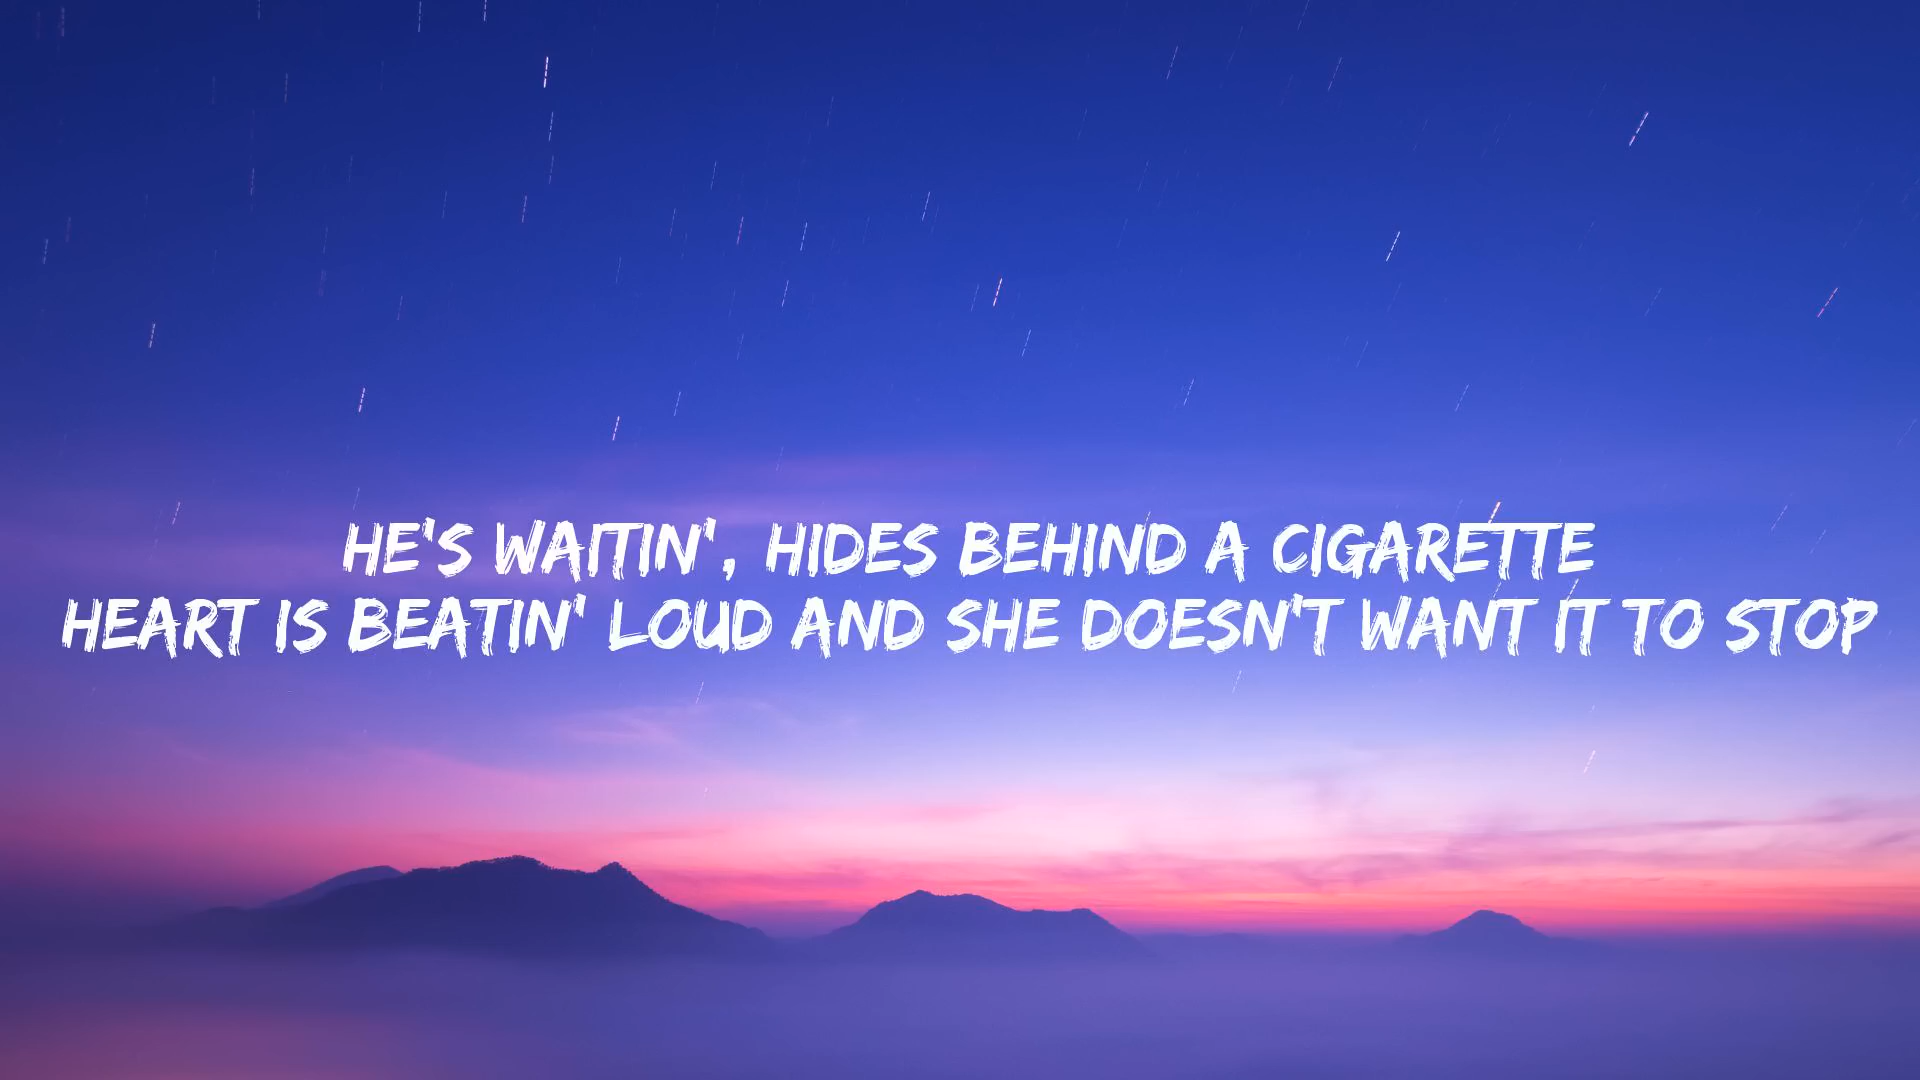 HE'S WAITIN', HIDES BEHIND A CIGARETTE
HEART IS BEATIN' LOUD AND SHE DOESN'T WANT IT TO STOP